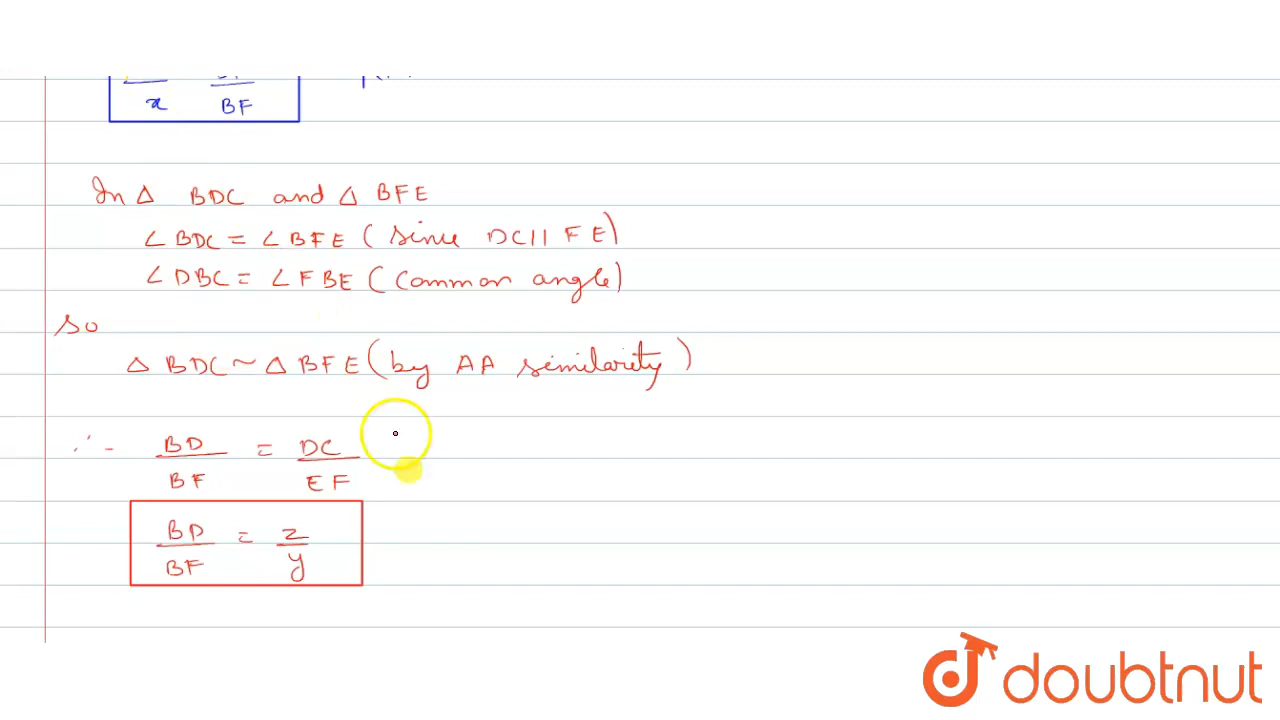 x BF
In △ BDC and △ BFE
∠BDC = ∠BFE (since DC || FE)
∠DBC = ∠FBE (Common angle)
so
△ BDC ~ △ BFE (by AA similarity)
∴ BD/BF = DC/EF
BD/BF = z/y
doubtnut